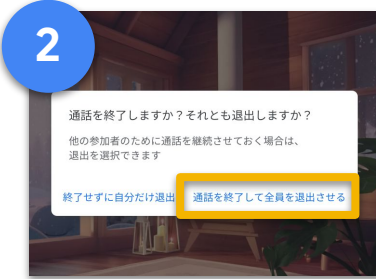 2
通話を終了しますか？それとも退出しますか？
他の参加者のために通話を継続させておく場合は、
退出を選択できます
終了せずに自分だけ退出
通話を終了して全員を退出させる